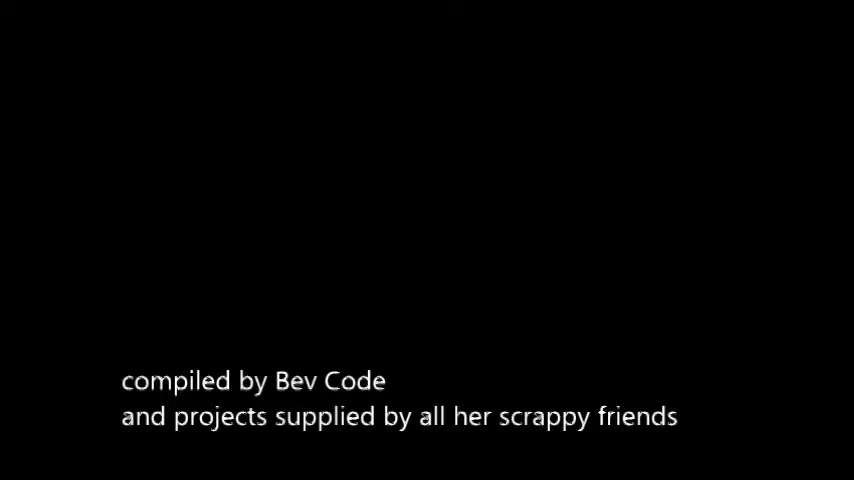 compiled by Bev Code
and projects supplied by all her scrappy friends